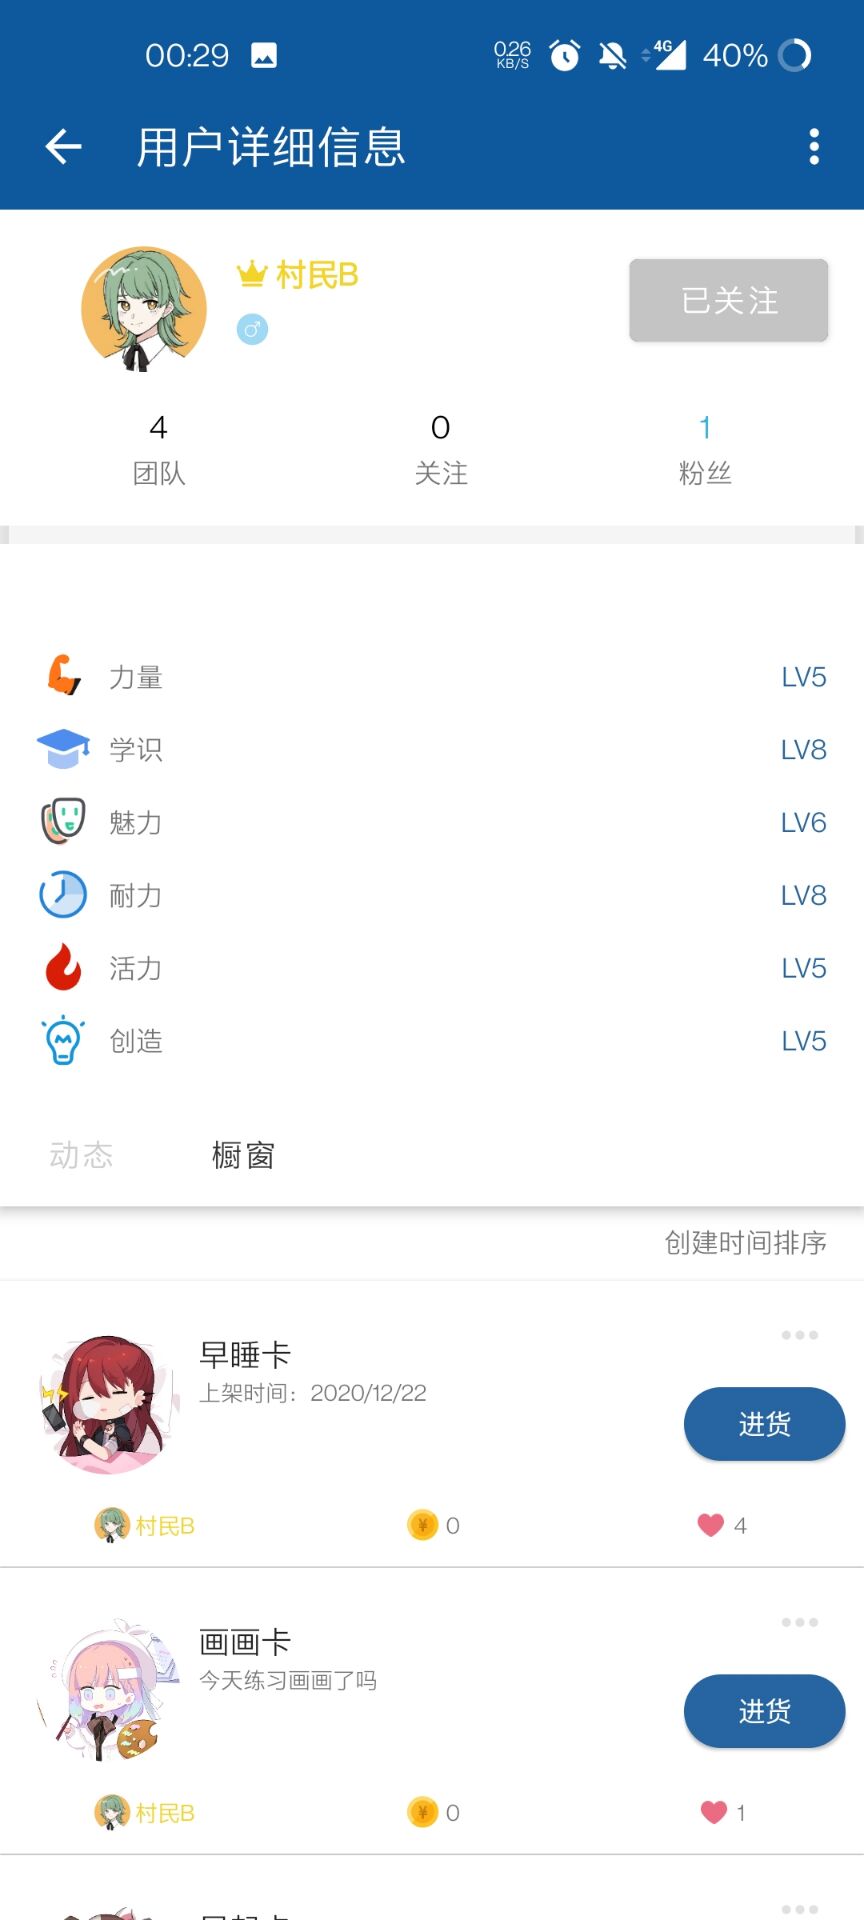 00:29
0.26 KB/S 4G 40%
用户详细信息
村民B
已关注
4 0 1
团队 关注 粉丝
力量 LV5
学识 LV8
魅力 LV6
耐力 LV8
活力 LV5
创造 LV5
动态 橱窗
创建时间排序
早睡卡
上架时间：2020/12/22
进货
村民B ¥ 0 4
画画卡
今天练习画画了吗
进货
村民B ¥ 0 1